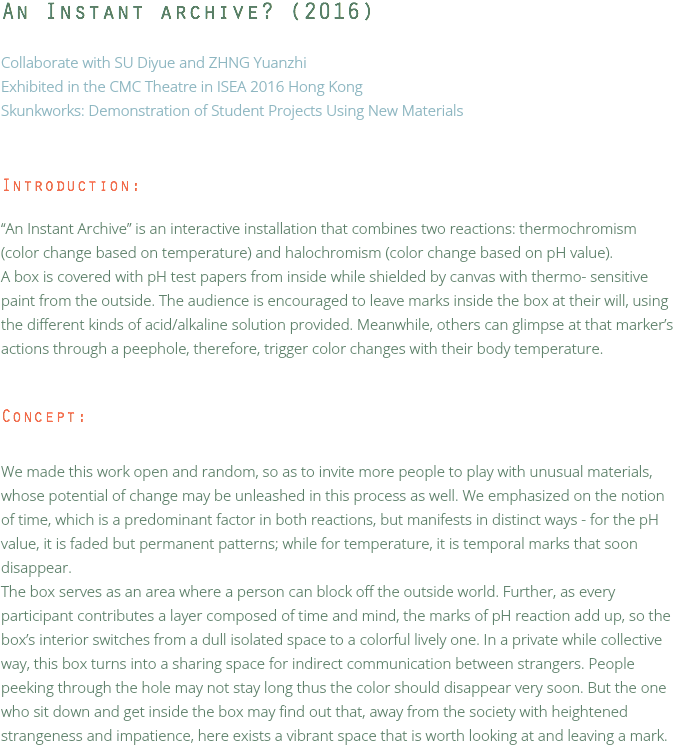 An Instant archive? (2016)
Collaborate with SU Diyue and ZHNG Yuanzhi
Exhibited in the CMC Theatre in ISEA 2016 Hong Kong
Skunkworks: Demonstration of Student Projects Using New Materials
Introduction:
“An Instant Archive” is an interactive installation that combines two reactions: thermochromism
(color change based on temperature) and halochromism (color change based on pH value).
A box is covered with pH test papers from inside while shielded by canvas with thermo- sensitive
paint from the outside. The audience is encouraged to leave marks inside the box at their will, using
the different kinds of acid/alkaline solution provided. Meanwhile, others can glimpse at that marker’s
actions through a peephole, therefore, trigger color changes with their body temperature.
Concept:
We made this work open and random, so as to invite more people to play with unusual materials,
whose potential of change may be unleashed in this process as well. We emphasized on the notion
of time, which is a predominant factor in both reactions, but manifests in distinct ways - for the pH
value, it is faded but permanent patterns; while for temperature, it is temporal marks that soon
disappear.
The box serves as an area where a person can block off the outside world. Further, as every
participant contributes a layer composed of time and mind, the marks of pH reaction add up, so the
box’s interior switches from a dull isolated space to a colorful lively one. In a private while collective
way, this box turns into a sharing space for indirect communication between strangers. People
peeking through the hole may not stay long thus the color should disappear very soon. But the one
who sit down and get inside the box may find out that, away from the society with heightened
strangeness and impatience, here exists a vibrant space that is worth looking at and leaving a mark.